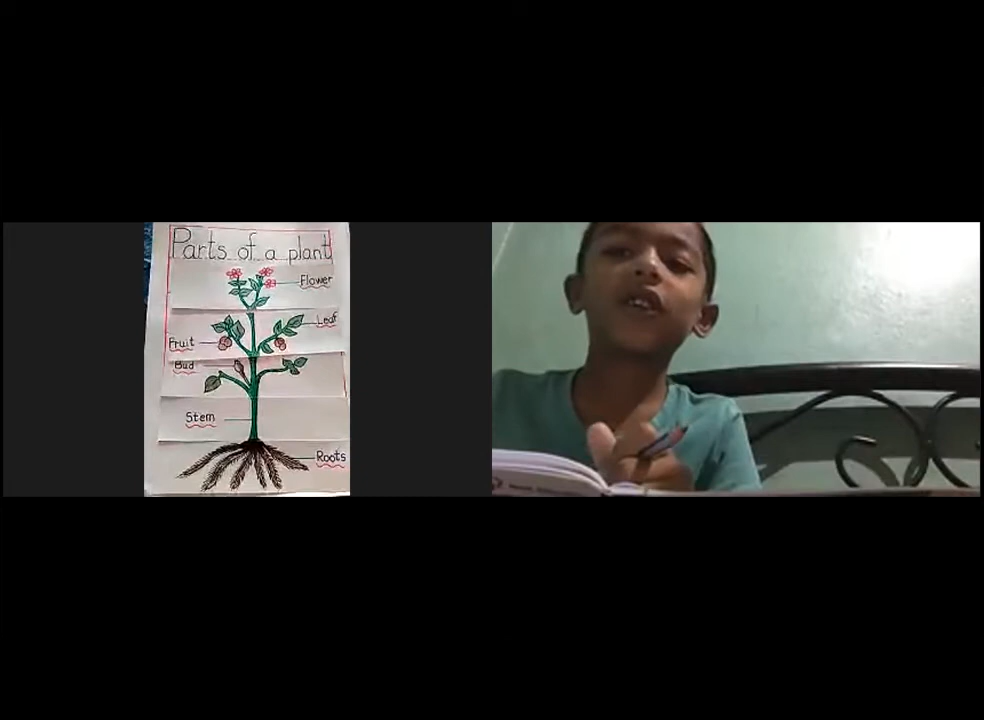 Parts of a plant
Flower
Leaf
Fruit
Bud
Stem
Roots